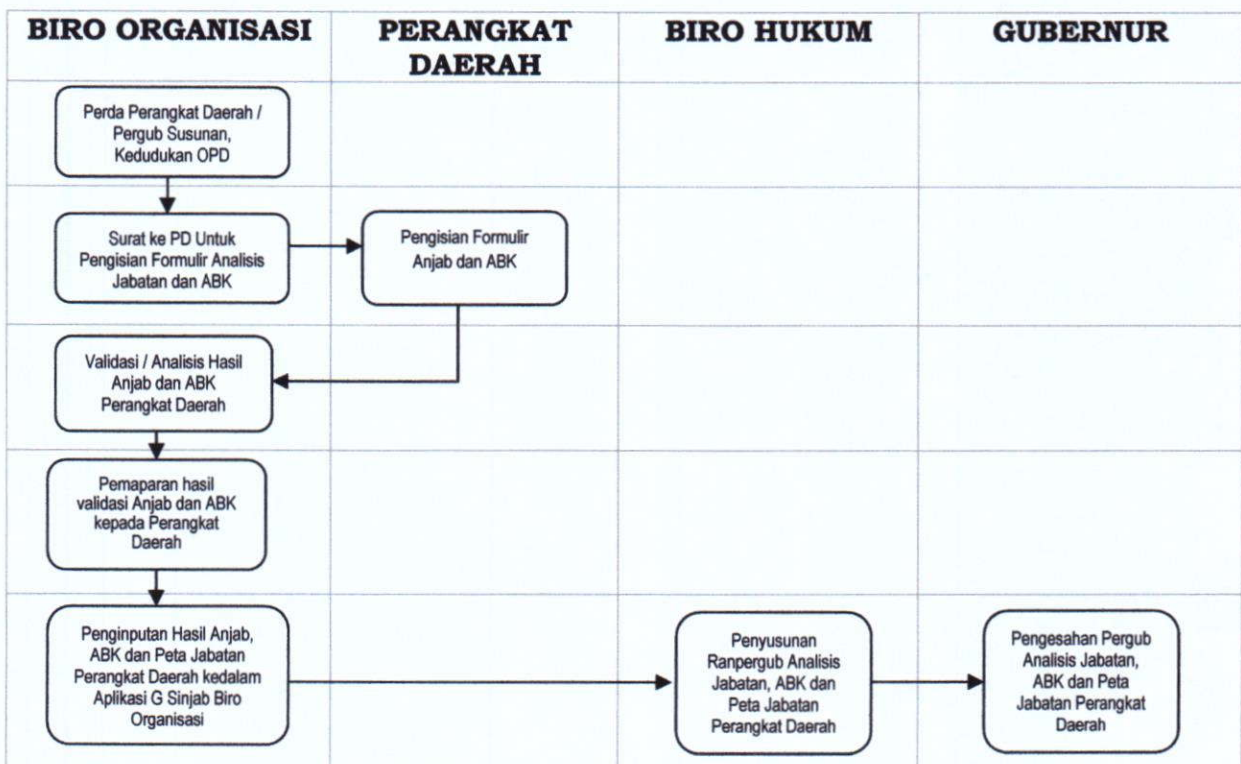 BIRO ORGANISASI
PERANGKAT
DAERAH
BIRO HUKUM
GUBERNUR
Perda Perangkat Daerah /
Pergub Susunan,
Kedudukan OPD
Surat ke PD Untuk
Pengisian Formulir Analisis
Jabatan dan ABK
Pengisian Formulir
Anjab dan ABK
Validasi / Analisis Hasil
Anjab dan ABK
Perangkat Daerah
Pemaparan hasil
validasi Anjab dan ABK
kepada Perangkat
Daerah
Penginputan Hasil Anjab,
ABK dan Peta Jabatan
Perangkat Daerah kedalam
Aplikasi G Sinjab Biro
Organisasi
Penyusunan
Ranpergub Analisis
Jabatan, ABK dan
Peta Jabatan
Perangkat Daerah
Pengesahan Pergub
Analisis Jabatan,
ABK dan Peta
Jabatan Perangkat
Daerah